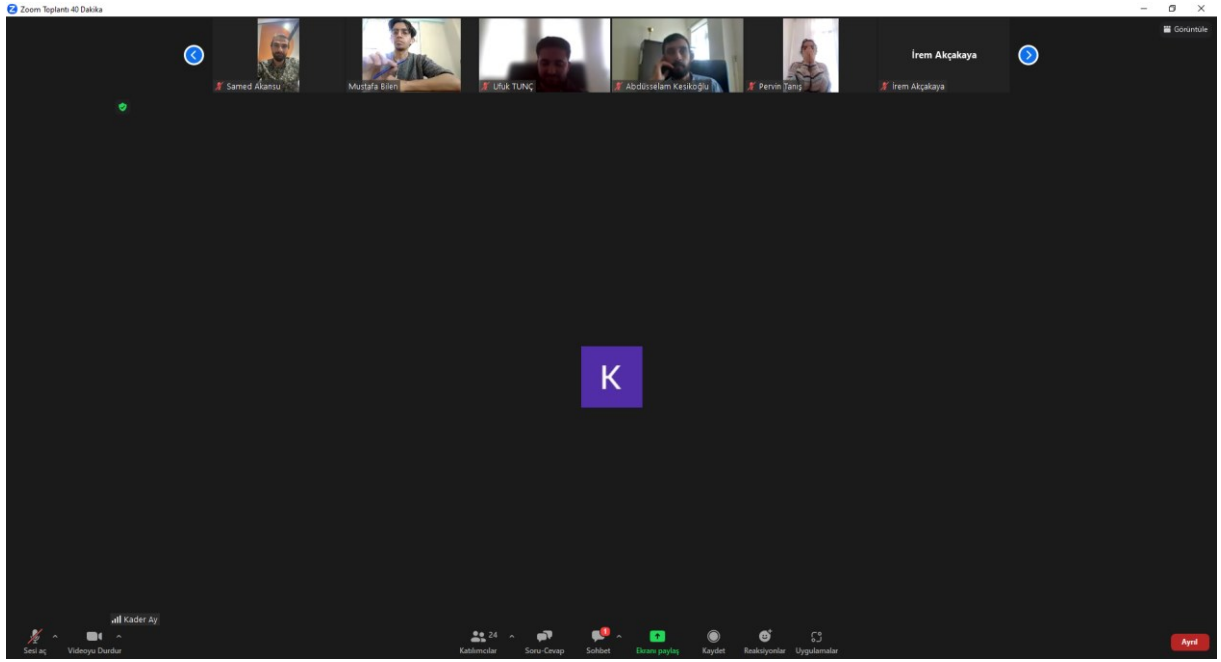 Zoom Toplantı 40 Dakika
Görüntüle
Samed Akansu
Mustafa Bilen
Ufuk TUNÇ
Abdüsselam Kesikoğlu
Pervin Tanış
İrem Akçakaya
İrem Akçakaya
K
Kader Ay
Sesi aç
Videoyu Durdur
24
Katılımcılar
Soru-Cevap
1
Sohbet
Ekranı paylaş
Kaydet
Reaksiyonlar
Uygulamalar
Ayrıl